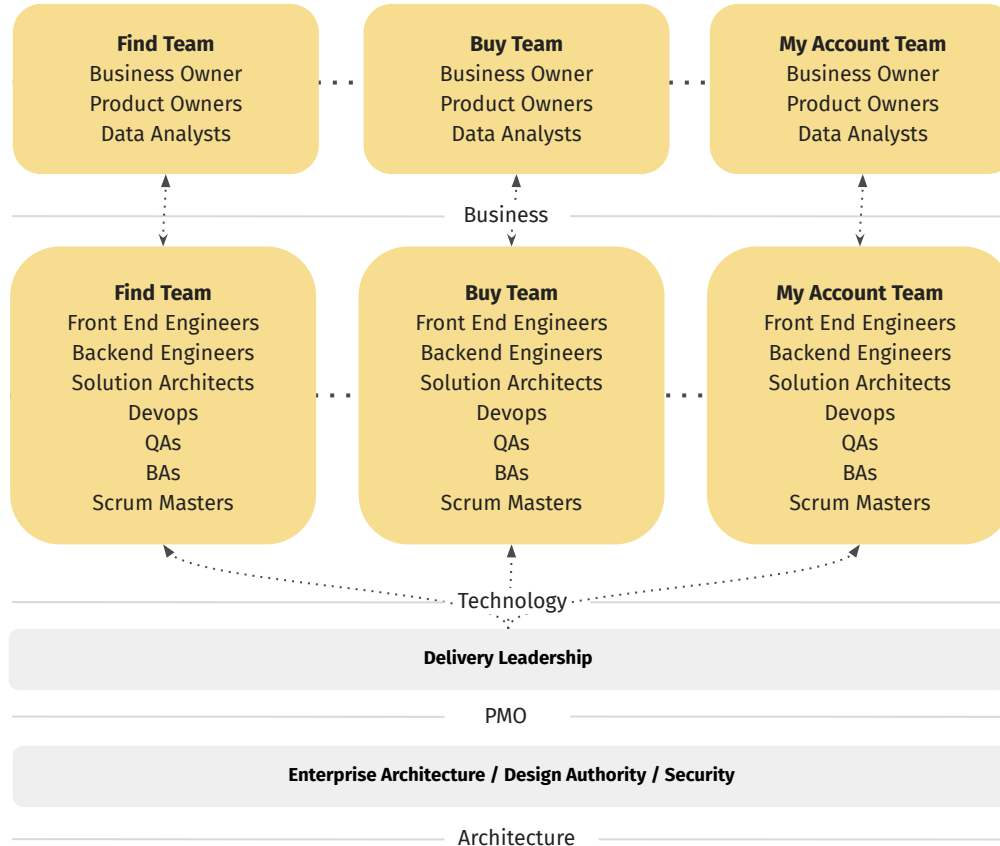 Find Team
Business Owner
Product Owners
Data Analysts
Buy Team
Business Owner
Product Owners
Data Analysts
My Account Team
Business Owner
Product Owners
Data Analysts
Business
Find Team
Front End Engineers
Backend Engineers
Solution Architects
Devops
QAs
BAs
Scrum Masters
Buy Team
Front End Engineers
Backend Engineers
Solution Architects
Devops
QAs
BAs
Scrum Masters
My Account Team
Front End Engineers
Backend Engineers
Solution Architects
Devops
QAs
BAs
Scrum Masters
Technology
Delivery Leadership
PMO
Enterprise Architecture / Design Authority / Security
Architecture